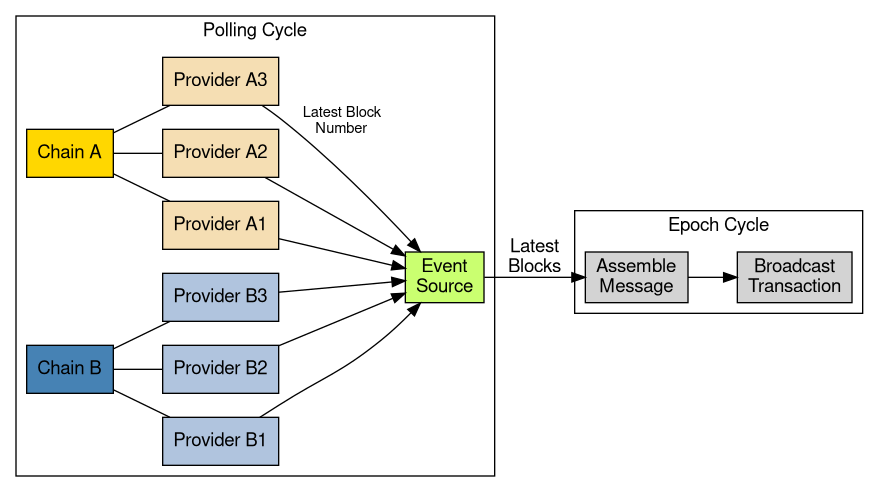 Polling Cycle
Provider A3
Latest Block
Number
Chain A
Provider A2
Provider A1
Event
Source
Provider B3
Chain B
Provider B2
Provider B1
Latest
Blocks
Epoch Cycle
Assemble
Message
Broadcast
Transaction